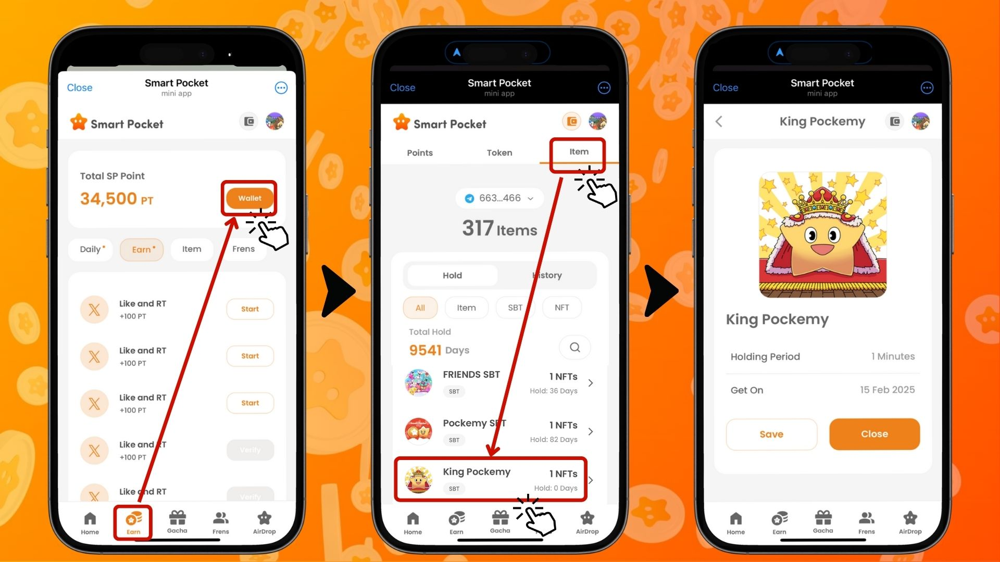 Close
Smart Pocket
mini app
Smart Pocket
Total SP Point
34,500 PT
Wallet
Daily
Earn
Item
Frens
Like and RT
+100 PT
Start
Like and RT
+100 PT
Start
Like and RT
+100 PT
Start
Like and RT
+100 PT
Verify
Like and RT
Verify
Home
Earn
Gacha
Frens
AirDrop
Close
Smart Pocket
mini app
Smart Pocket
Points
Token
Item
663...466
317 Items
Hold
History
All
Item
SBT
NFT
Total Hold
9541 Days
FRIENDS SBT
SBT
1 NFTs
Hold: 36 Days
Pockemy SBT
SBT
1 NFTs
Hold: 82 Days
King Pockemy
SBT
1 NFTs
Hold: 0 Days
Home
Earn
Gacha
AirDrop
Close
Smart Pocket
mini app
King Pockemy
King Pockemy
Holding Period
1 Minutes
Get On
15 Feb 2025
Save
Close
Home
Earn
Gacha
Frens
AirDrop